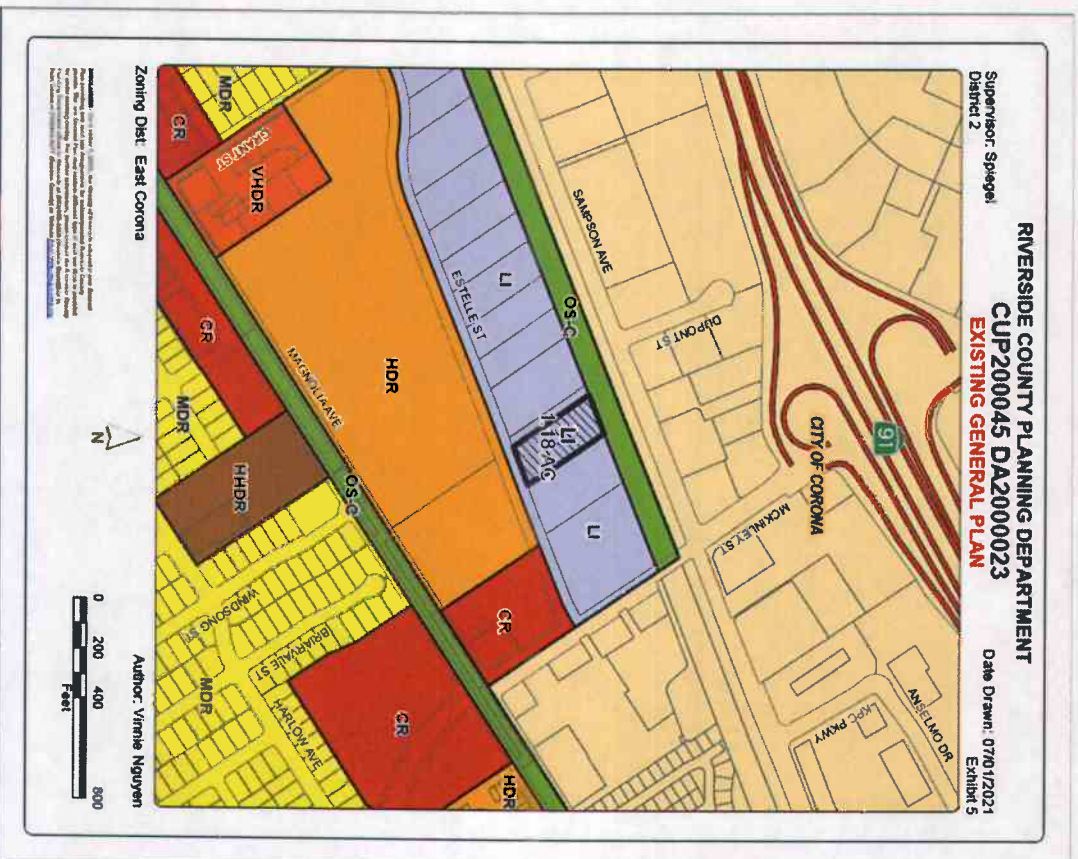 RIVERSIDE COUNTY PLANNING DEPARTMENT
CUP200045 DA2000023
EXISTING GENERAL PLAN
Supervisor: Spiegel
District 2
Date Drawn: 07/01/2021
Exhibit 5
91
CITY OF CORONA
ANSELMO DR
LKPC PKWY
MCKINLEY ST
DUPONT ST
SAMPSON AVE
OS-C
LI
LI
1.18 AC
LI
ESTELLE ST
HDR
CR
MAGNOLIA AVE
OS-C
MDR
GRANT ST
VHDR
CR
CR
MDR
HHDR
WINDSONG ST
BRIARVALE ST
HARLOW AVE
MDR
CR
HDR
Zoning Dist: East Corona
Author: Vinnie Nguyen
N
0 200 400 800
Feet